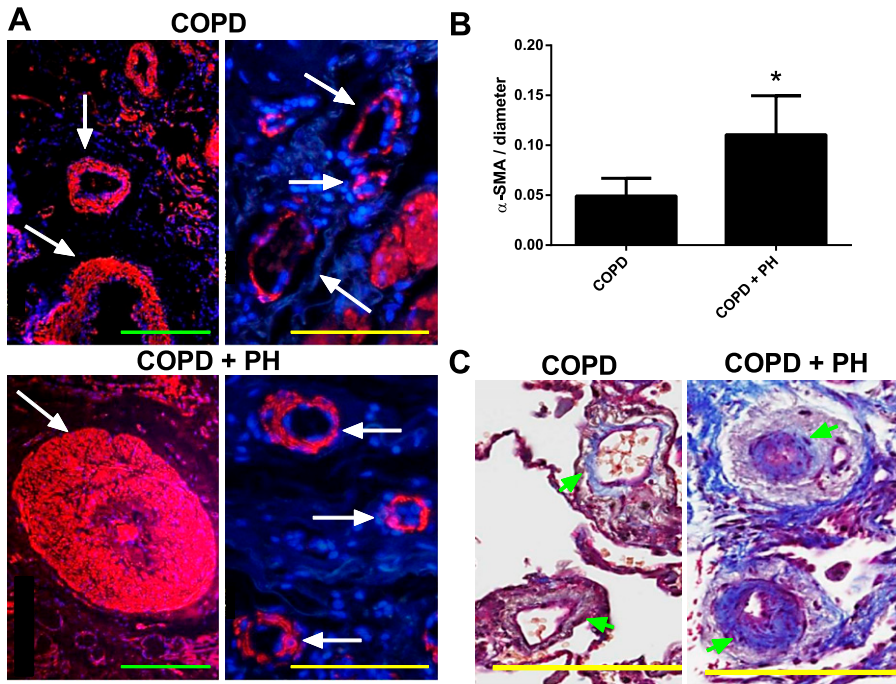 A
COPD
COPD + PH
B
0.20
0.15
0.10
0.05
0.00
α-SMA / diameter
*
COPD
COPD + PH
C
COPD
COPD + PH